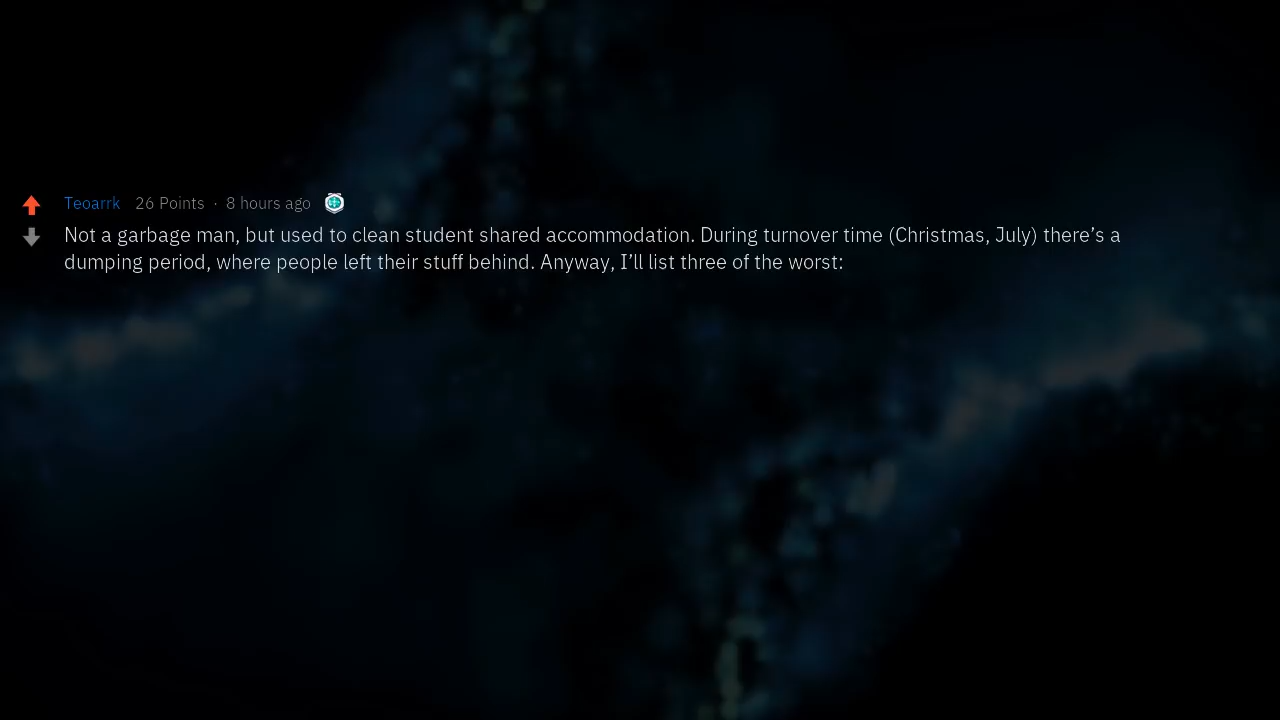 Teoarrk 26 Points · 8 hours ago
Not a garbage man, but used to clean student shared accommodation. During turnover time (Christmas, July) there’s a
dumping period, where people left their stuff behind. Anyway, I’ll list three of the worst: